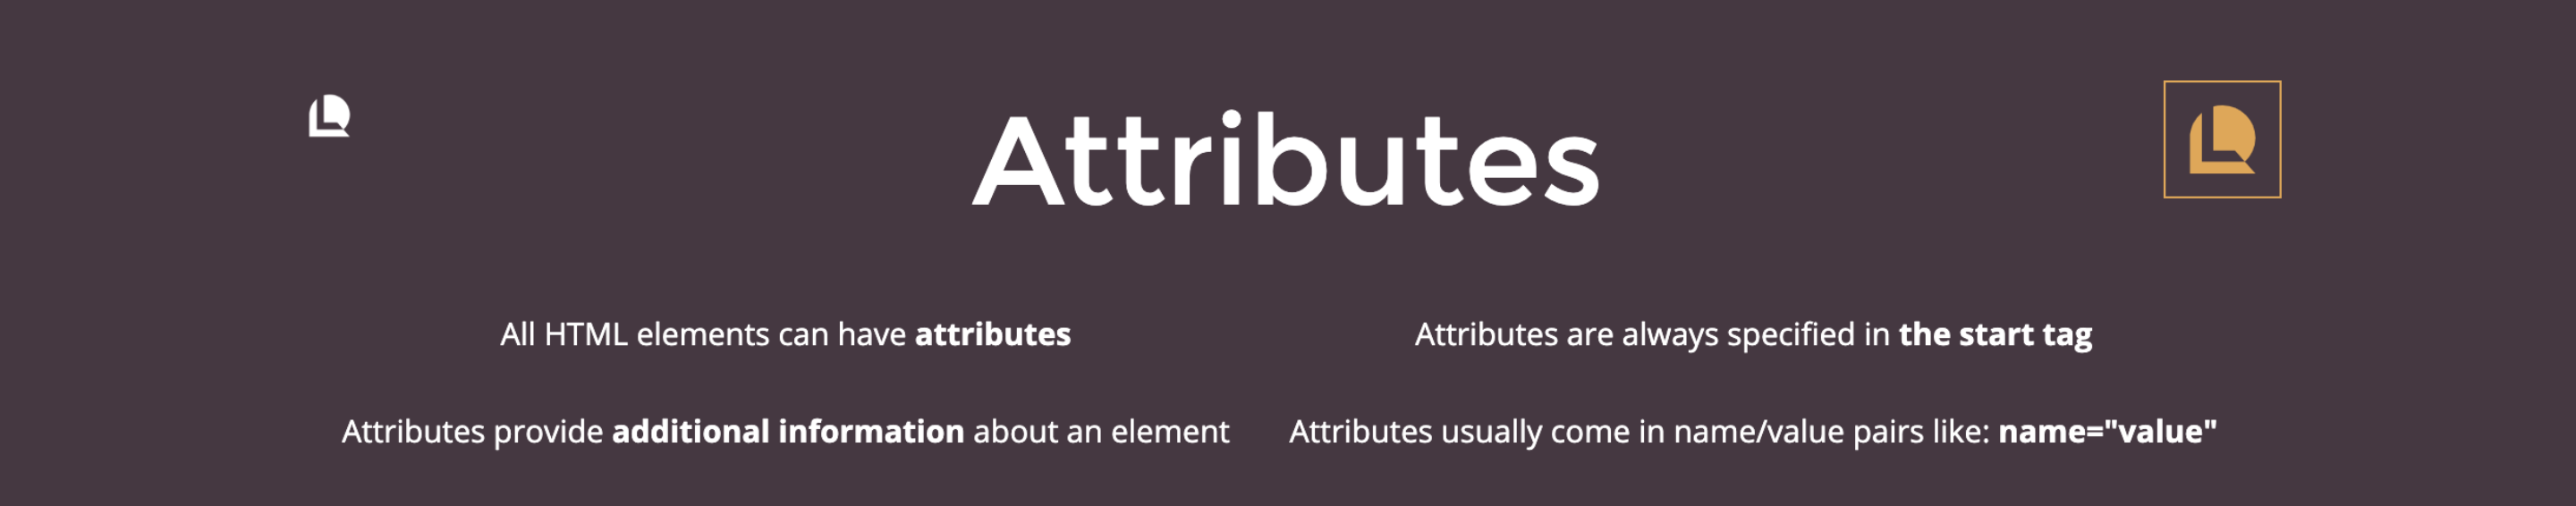 Attributes
All HTML elements can have attributes
Attributes are always specified in the start tag
Attributes provide additional information about an element
Attributes usually come in name/value pairs like: name="value"